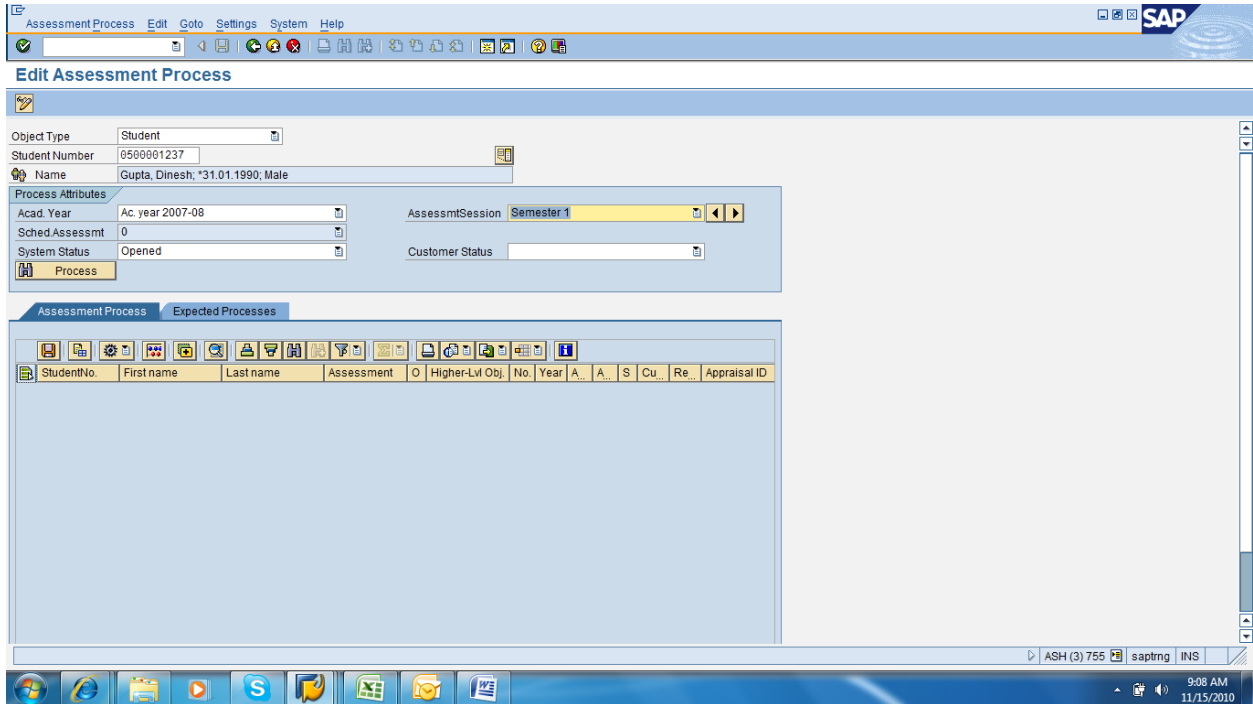 Assessment Process Edit Goto Settings System Help
SAP
Edit Assessment Process
Object Type Student
Student Number 0500001237
Name Gupta, Dinesh; *31.01.1990; Male
Process Attributes
Acad. Year Ac. year 2007-08 AssessmtSession Semester 1
Sched.Assessmt 0
System Status Opened Customer Status
Process
Assessment Process Expected Processes
StudentNo. First name Last name Assessment O Higher-Lvl Obj. No. Year A... A... S Cu... Re... Appraisal ID
ASH (3) 755 saptrng INS
9:08 AM
11/15/2010